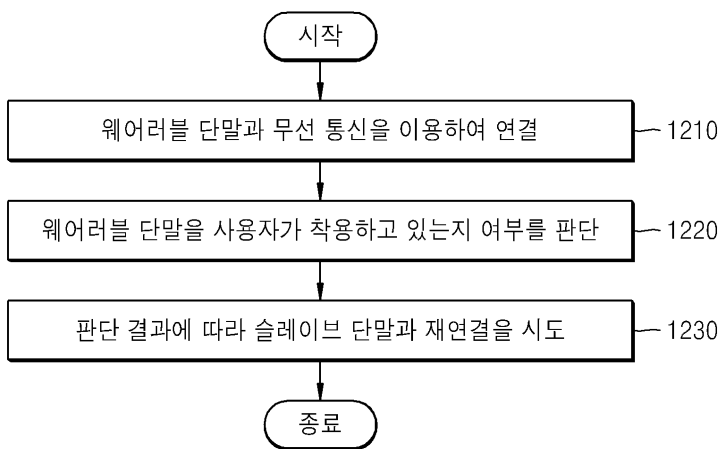 시작
웨어러블 단말과 무선 통신을 이용하여 연결
1210
웨어러블 단말을 사용자가 착용하고 있는지 여부를 판단
1220
판단 결과에 따라 슬레이브 단말과 재연결을 시도
1230
종료